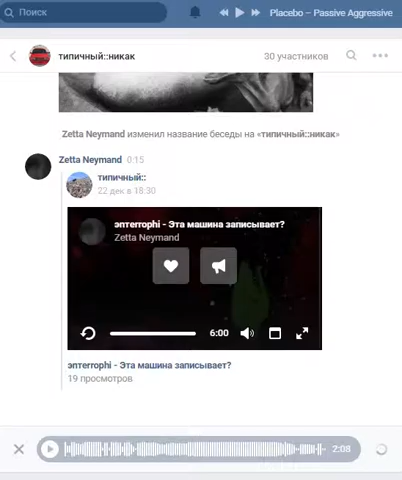 Поиск
Placebo – Passive Aggressive
типичный::никак
30 участников
Zetta Neymand изменил название беседы на «типичный::никак»
Zetta Neymand 0:15
типичный::
22 дек в 18:30
эптеггорhi - Эта машина записывает?
Zetta Neymand
6:00
эптеггорhi - Эта машина записывает?
19 просмотров
2:08